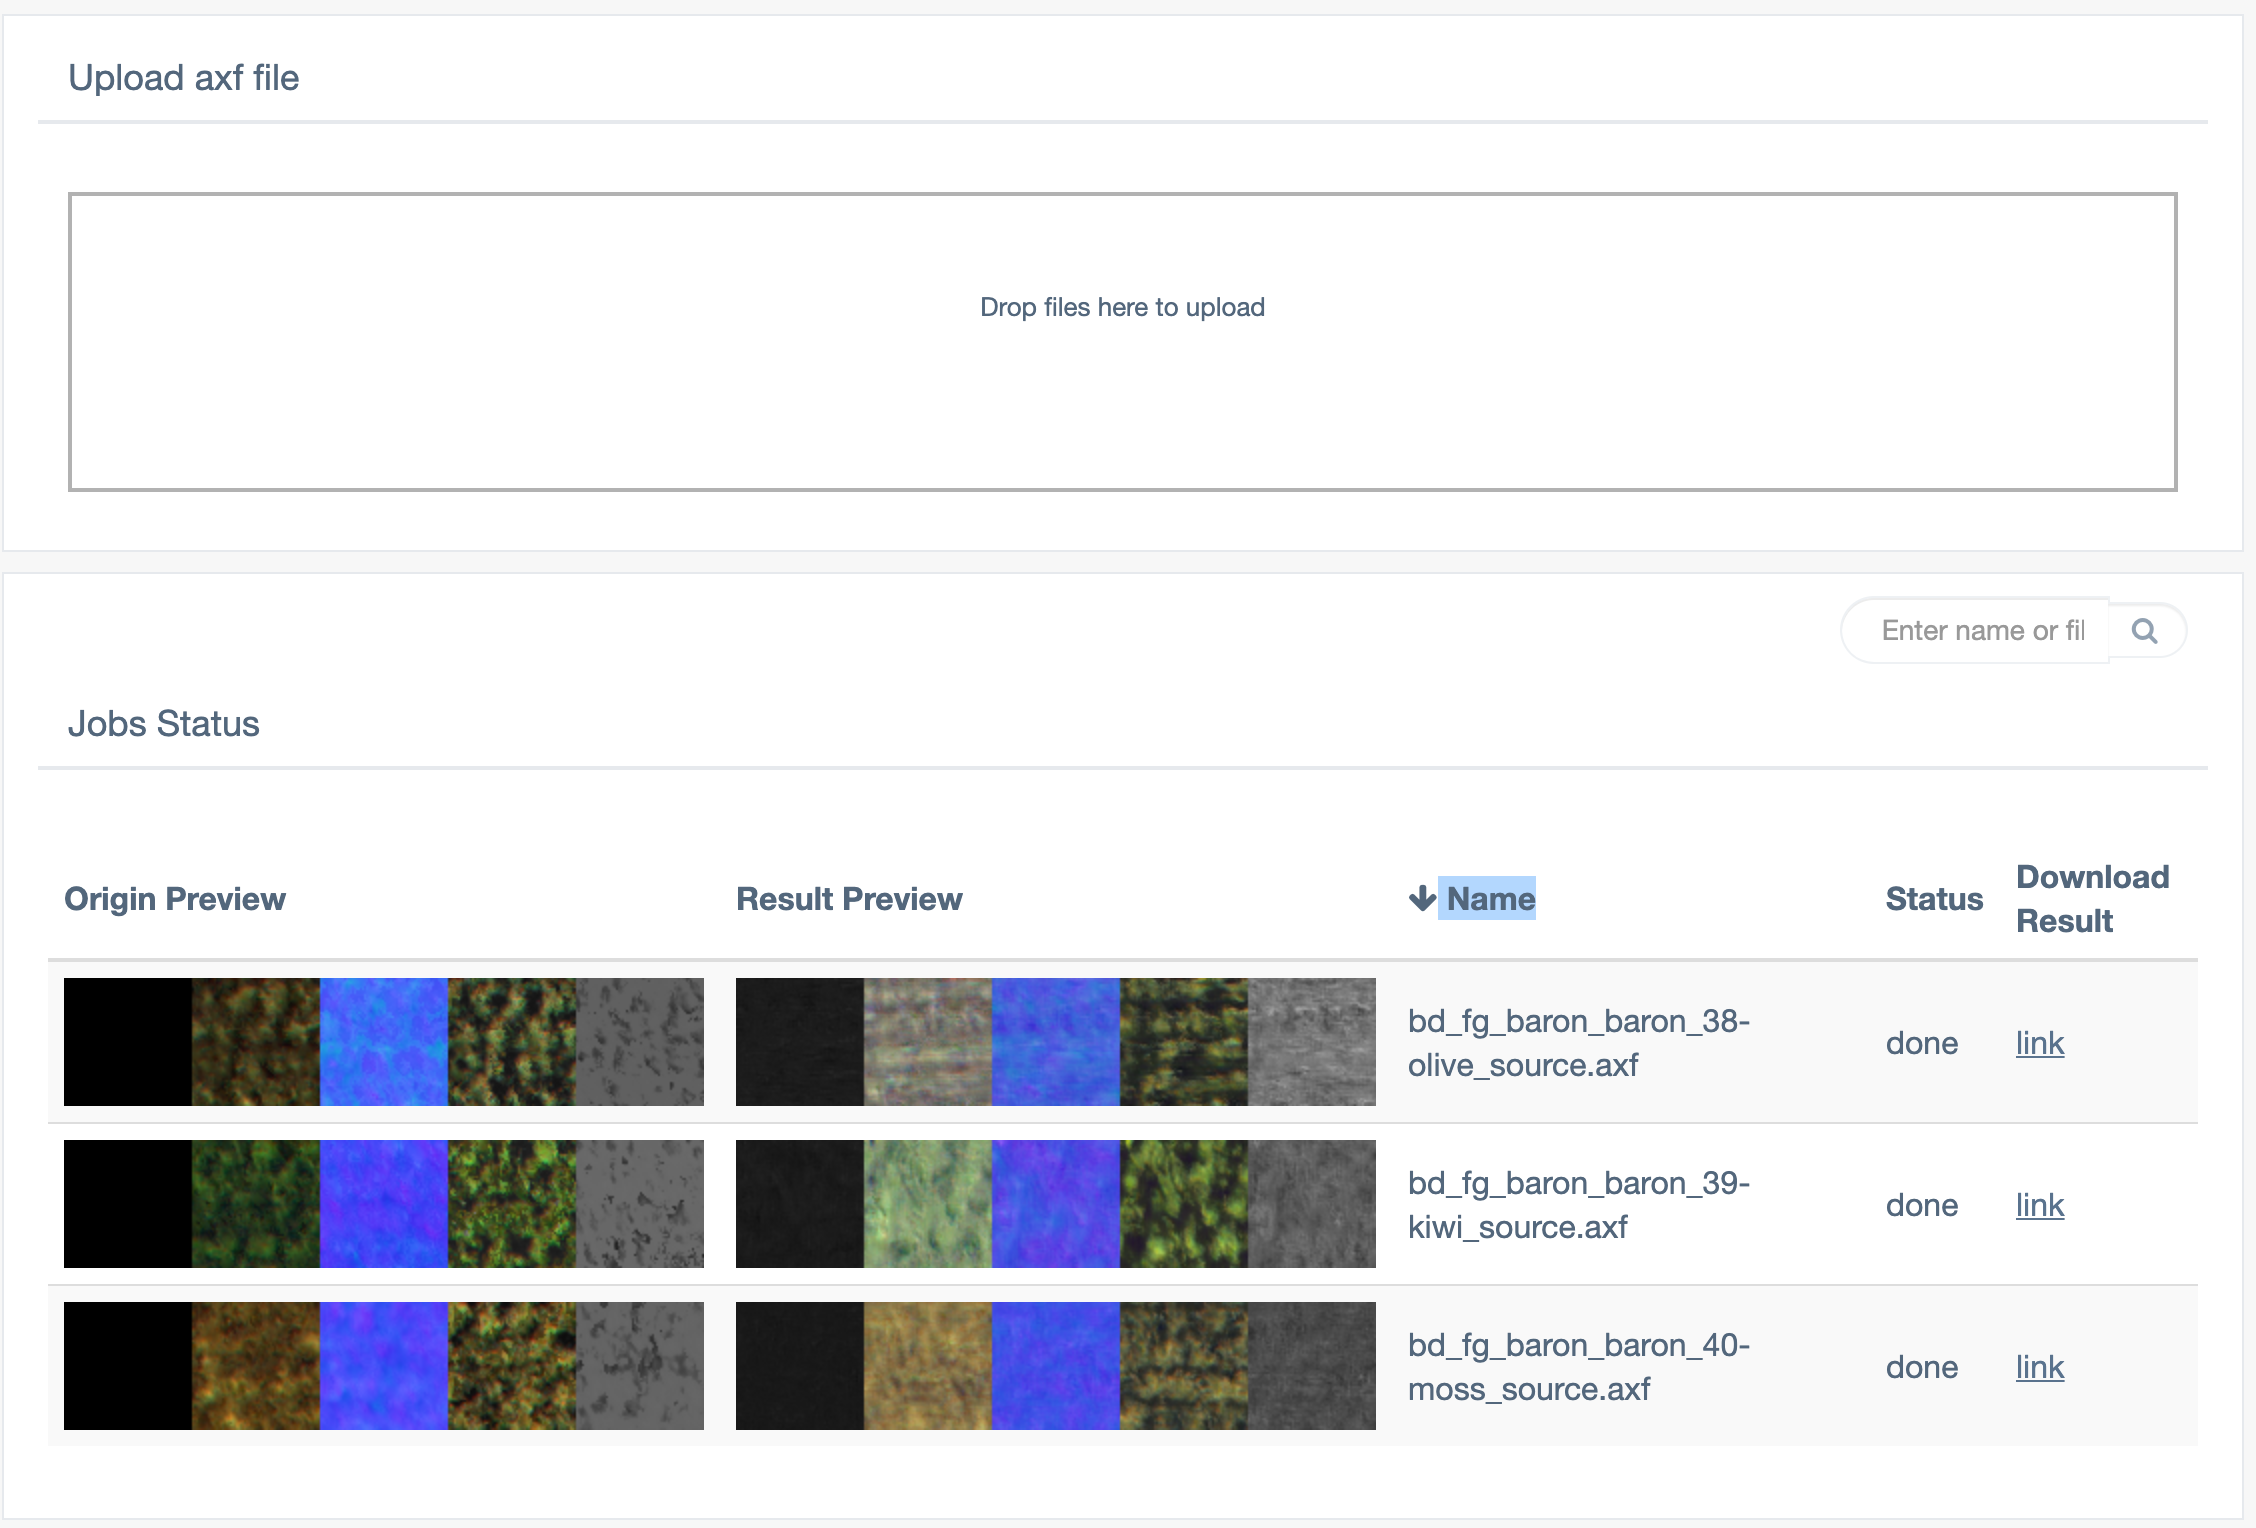 Upload axf file
Drop files here to upload
Enter name or fil
Jobs Status
Origin Preview Result Preview Name Status Download Result
bd_fg_baron_baron_38-
olive_source.axf
done link
bd_fg_baron_baron_39-
kiwi_source.axf
done link
bd_fg_baron_baron_40-
moss_source.axf
done link